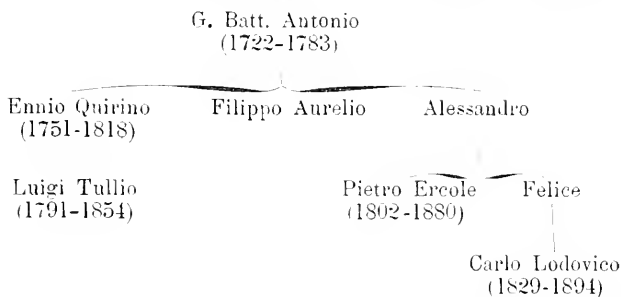 G. Batt. Antonio
(1722-1783)
Ennio Quirino Filippo Aurelio Alessandro
(1751-1818)
Luigi Tullio Pietro Ercole Felice
(1791-1854) (1802-1880)
Carlo Lodovico
(1829-1894)